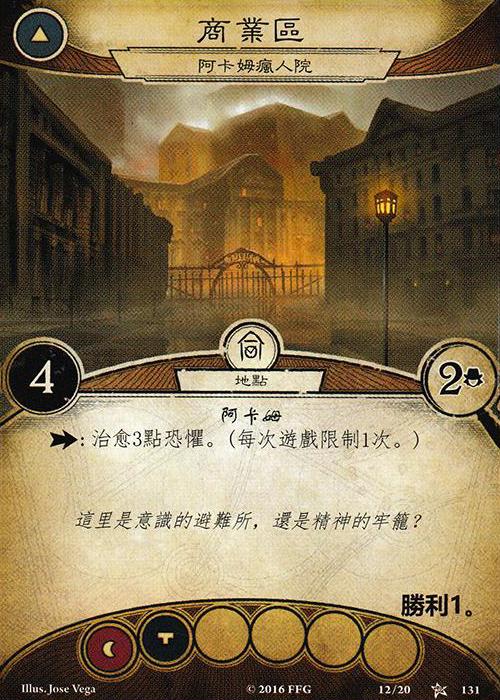 商業區
阿卡姆瘋人院
4
地點
2
阿卡姆
: 治愈3點恐懼。(每次遊戲限制1次。)
這里是意識的避難所，還是精神的牢籠？
勝利1。
Illus. Jose Vega
© 2016 FFG
12/20
131